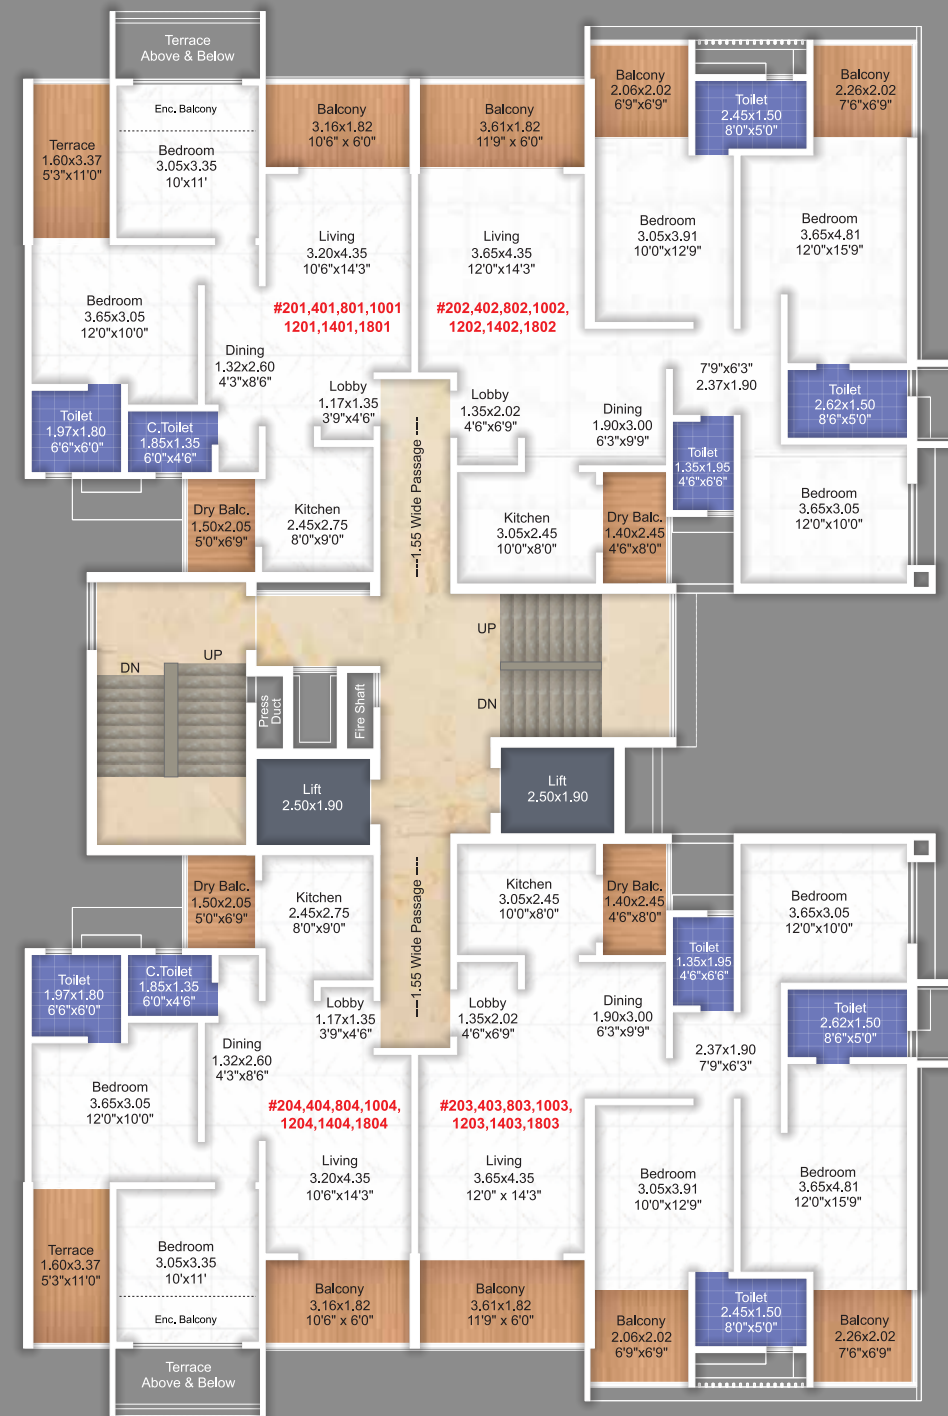 Terrace
Above & Below
Terrace
1.60x3.37
5'3"x11'0"
Enc. Balcony
Bedroom
3.05x3.35
10'x11'
Balcony
3.16x1.82
10'6" x 6'0"
Balcony
3.61x1.82
11'9" x 6'0"
Balcony
2.06x2.02
6'9"x6'9"
Toilet
2.45x1.50
8'0"x5'0"
Balcony
2.26x2.02
7'6"x6'9"
Living
3.20x4.35
10'6"x14'3"
Living
3.65x4.35
12'0"x14'3"
Bedroom
3.05x3.91
10'0"x12'9"
Bedroom
3.65x4.81
12'0"x15'9"
Bedroom
3.65x3.05
12'0"x10'0"
#201,401,801,1001
1201,1401,1801
#202,402,802,1002,
1202,1402,1802
Dining
1.32x2.60
4'3"x8'6"
Lobby
1.17x1.35
3'9"x4'6"
Lobby
1.35x2.02
4'6"x6'9"
Dining
1.90x3.00
6'3"x9'9"
7'9"x6'3"
2.37x1.90
Toilet
2.62x1.50
8'6"x5'0"
Toilet
1.97x1.80
6'6"x6'0"
C.Toilet
1.85x1.35
6'0"x4'6"
Toilet
1.35x1.95
4'6"x6'6"
Dry Balc.
1.50x2.05
5'0"x6'9"
Kitchen
2.45x2.75
8'0"x9'0"
---1.55 Wide Passage ---
Kitchen
3.05x2.45
10'0"x8'0"
Dry Balc.
1.40x2.45
4'6"x8'0"
Bedroom
3.65x3.05
12'0"x10'0"
DN
UP
UP
DN
Press
Duct
Fire Shaft
Lift
2.50x1.90
Lift
2.50x1.90
Dry Balc.
1.50x2.05
5'0"x6'9"
Kitchen
2.45x2.75
8'0"x9'0"
---1.55 Wide Passage ---
Kitchen
3.05x2.45
10'0"x8'0"
Dry Balc.
1.40x2.45
4'6"x8'0"
Bedroom
3.65x3.05
12'0"x10'0"
Toilet
1.97x1.80
6'6"x6'0"
C.Toilet
1.85x1.35
6'0"x4'6"
Toilet
1.35x1.95
4'6"x6'6"
Lobby
1.17x1.35
3'9"x4'6"
Lobby
1.35x2.02
4'6"x6'9"
Dining
1.90x3.00
6'3"x9'9"
Toilet
2.62x1.50
8'6"x5'0"
Dining
1.32x2.60
4'3"x8'6"
2.37x1.90
7'9"x6'3"
Bedroom
3.65x3.05
12'0"x10'0"
#204,404,804,1004,
1204,1404,1804
#203,403,803,1003,
1203,1403,1803
Living
3.20x4.35
10'6"x14'3"
Living
3.65x4.35
12'0" x 14'3"
Bedroom
3.05x3.91
10'0"x12'9"
Bedroom
3.65x4.81
12'0"x15'9"
Terrace
1.60x3.37
5'3"x11'0"
Bedroom
3.05x3.35
10'x11'
Enc. Balcony
Balcony
3.16x1.82
10'6" x 6'0"
Balcony
3.61x1.82
11'9" x 6'0"
Balcony
2.06x2.02
6'9"x6'9"
Toilet
2.45x1.50
8'0"x5'0"
Balcony
2.26x2.02
7'6"x6'9"
Terrace
Above & Below